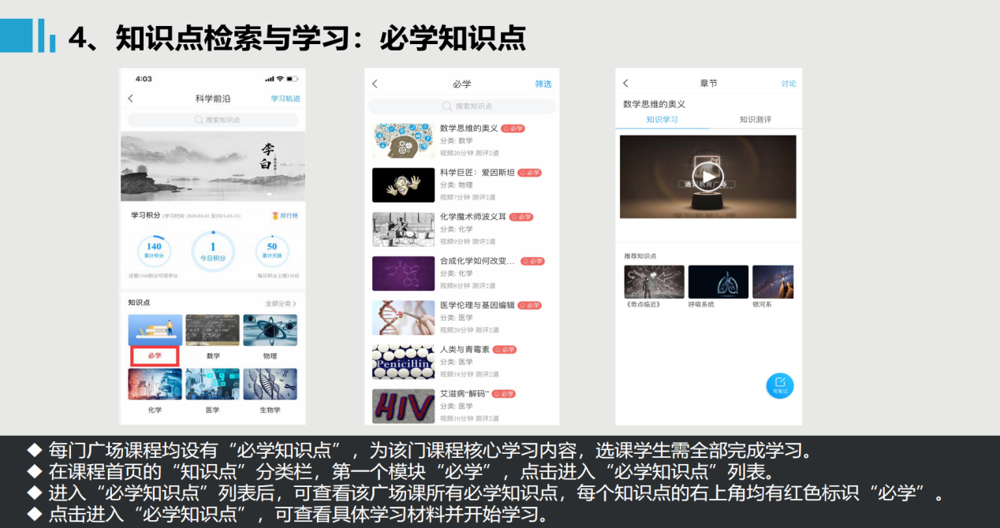 4、知识点检索与学习：必学知识点
4:03
科学前沿
学习轨迹
搜索知识点
李白
学习积分 (学习时间: 2020-03-01 至2021-03-31)
排行榜
140
累计积分
1
今日积分
50
累计天数
还需1360积分可得学分
每日积分上限150分
知识点
全部分类
必学
数学
物理
化学
医学
生物学
必学
筛选
搜索知识点
数学思维的奥义 必学
分类: 数学
视频20分钟 测评2道
科学巨匠：爱因斯坦 必学
分类: 物理
视频7分钟 测评2道
化学魔术师波义耳 必学
分类: 化学
视频9分钟 测评2道
合成化学如何改变... 必学
分类: 化学
视频8分钟 测评2道
医学伦理与基因编辑 必学
分类: 医学
视频20分钟 测评2道
人类与青霉素 必学
Penicillin
分类: 医学
视频18分钟 测评2道
艾滋病“解码” 必学
HIV
分类: 医学
视频10分钟 测评2道
章节
讨论
数学思维的奥义
知识学习
知识测评
通识教育广场
推荐知识点
《奇点临近》
呼吸系统
银河系
写笔记
◆ 每门广场课程均设有“必学知识点”，为该门课程核心学习内容，选课学生需全部完成学习。
◆ 在课程首页的“知识点”分类栏，第一个模块“必学”，点击进入“必学知识点”列表。
◆ 进入“必学知识点”列表后，可查看该广场课所有必学知识点，每个知识点的右上角均有红色标识“必学”。
◆ 点击进入“必学知识点”，可查看具体学习材料并开始学习。